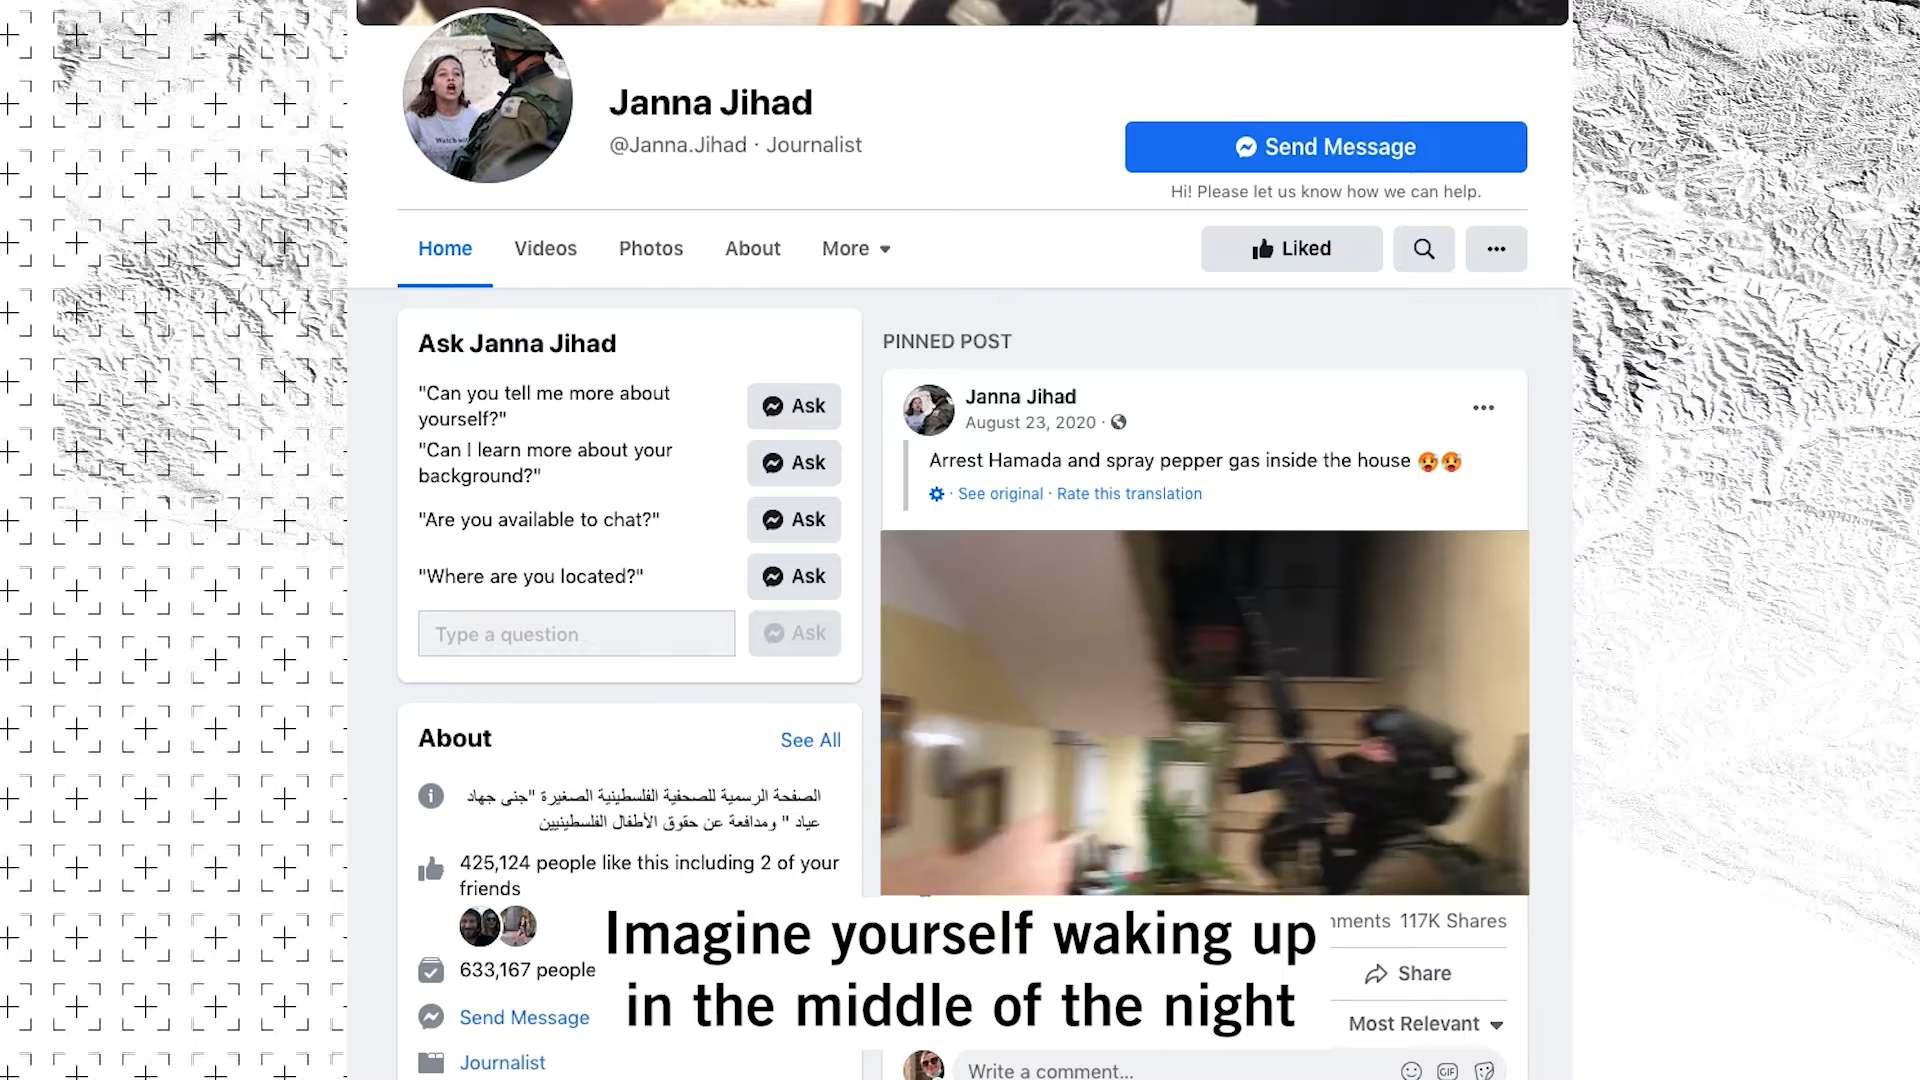 Janna Jihad
@Janna.Jihad · Journalist
Send Message
Hi! Please let us know how we can help.
Home
Videos
Photos
About
More
Liked
Ask Janna Jihad
"Can you tell me more about
yourself?"
Ask
"Can I learn more about your
background?"
Ask
"Are you available to chat?"
Ask
"Where are you located?"
Ask
Type a question
Ask
About
See All
الصفحة الرسمية للصحفية الفلسطينية الصغيرة "جنى جهاد
عياد " ومدافعة عن حقوق الأطفال الفلسطينيين
425,124 people like this including 2 of your
friends
633,167 people
Send Message
Journalist
PINNED POST
Janna Jihad
August 23, 2020 ·
Arrest Hamada and spray pepper gas inside the house 🥵🥵
· See original · Rate this translation
117K Shares
Share
Most Relevant
Write a comment...
GIF
Imagine yourself waking up
in the middle of the night